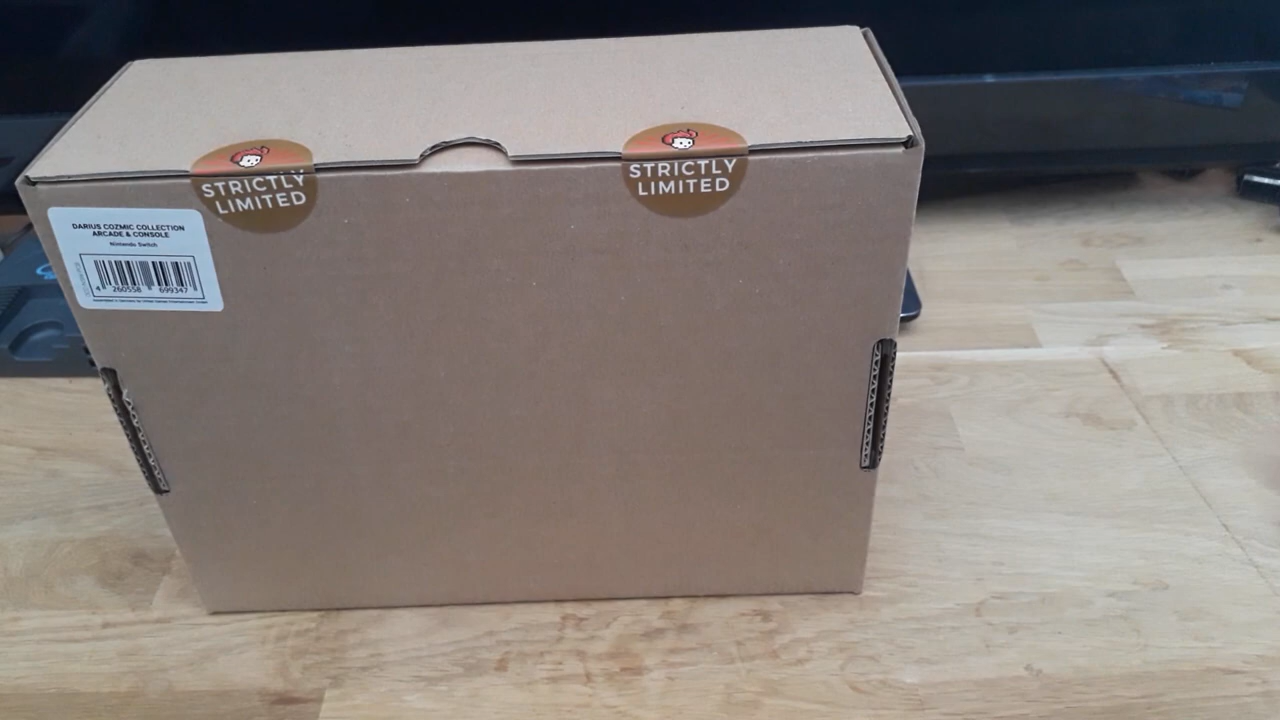 STRICTLY
LIMITED
STRICTLY
LIMITED
DARIUS COZMIC COLLECTION
ARCADE & CONSOLE
Nintendo Switch
4 260558 699347